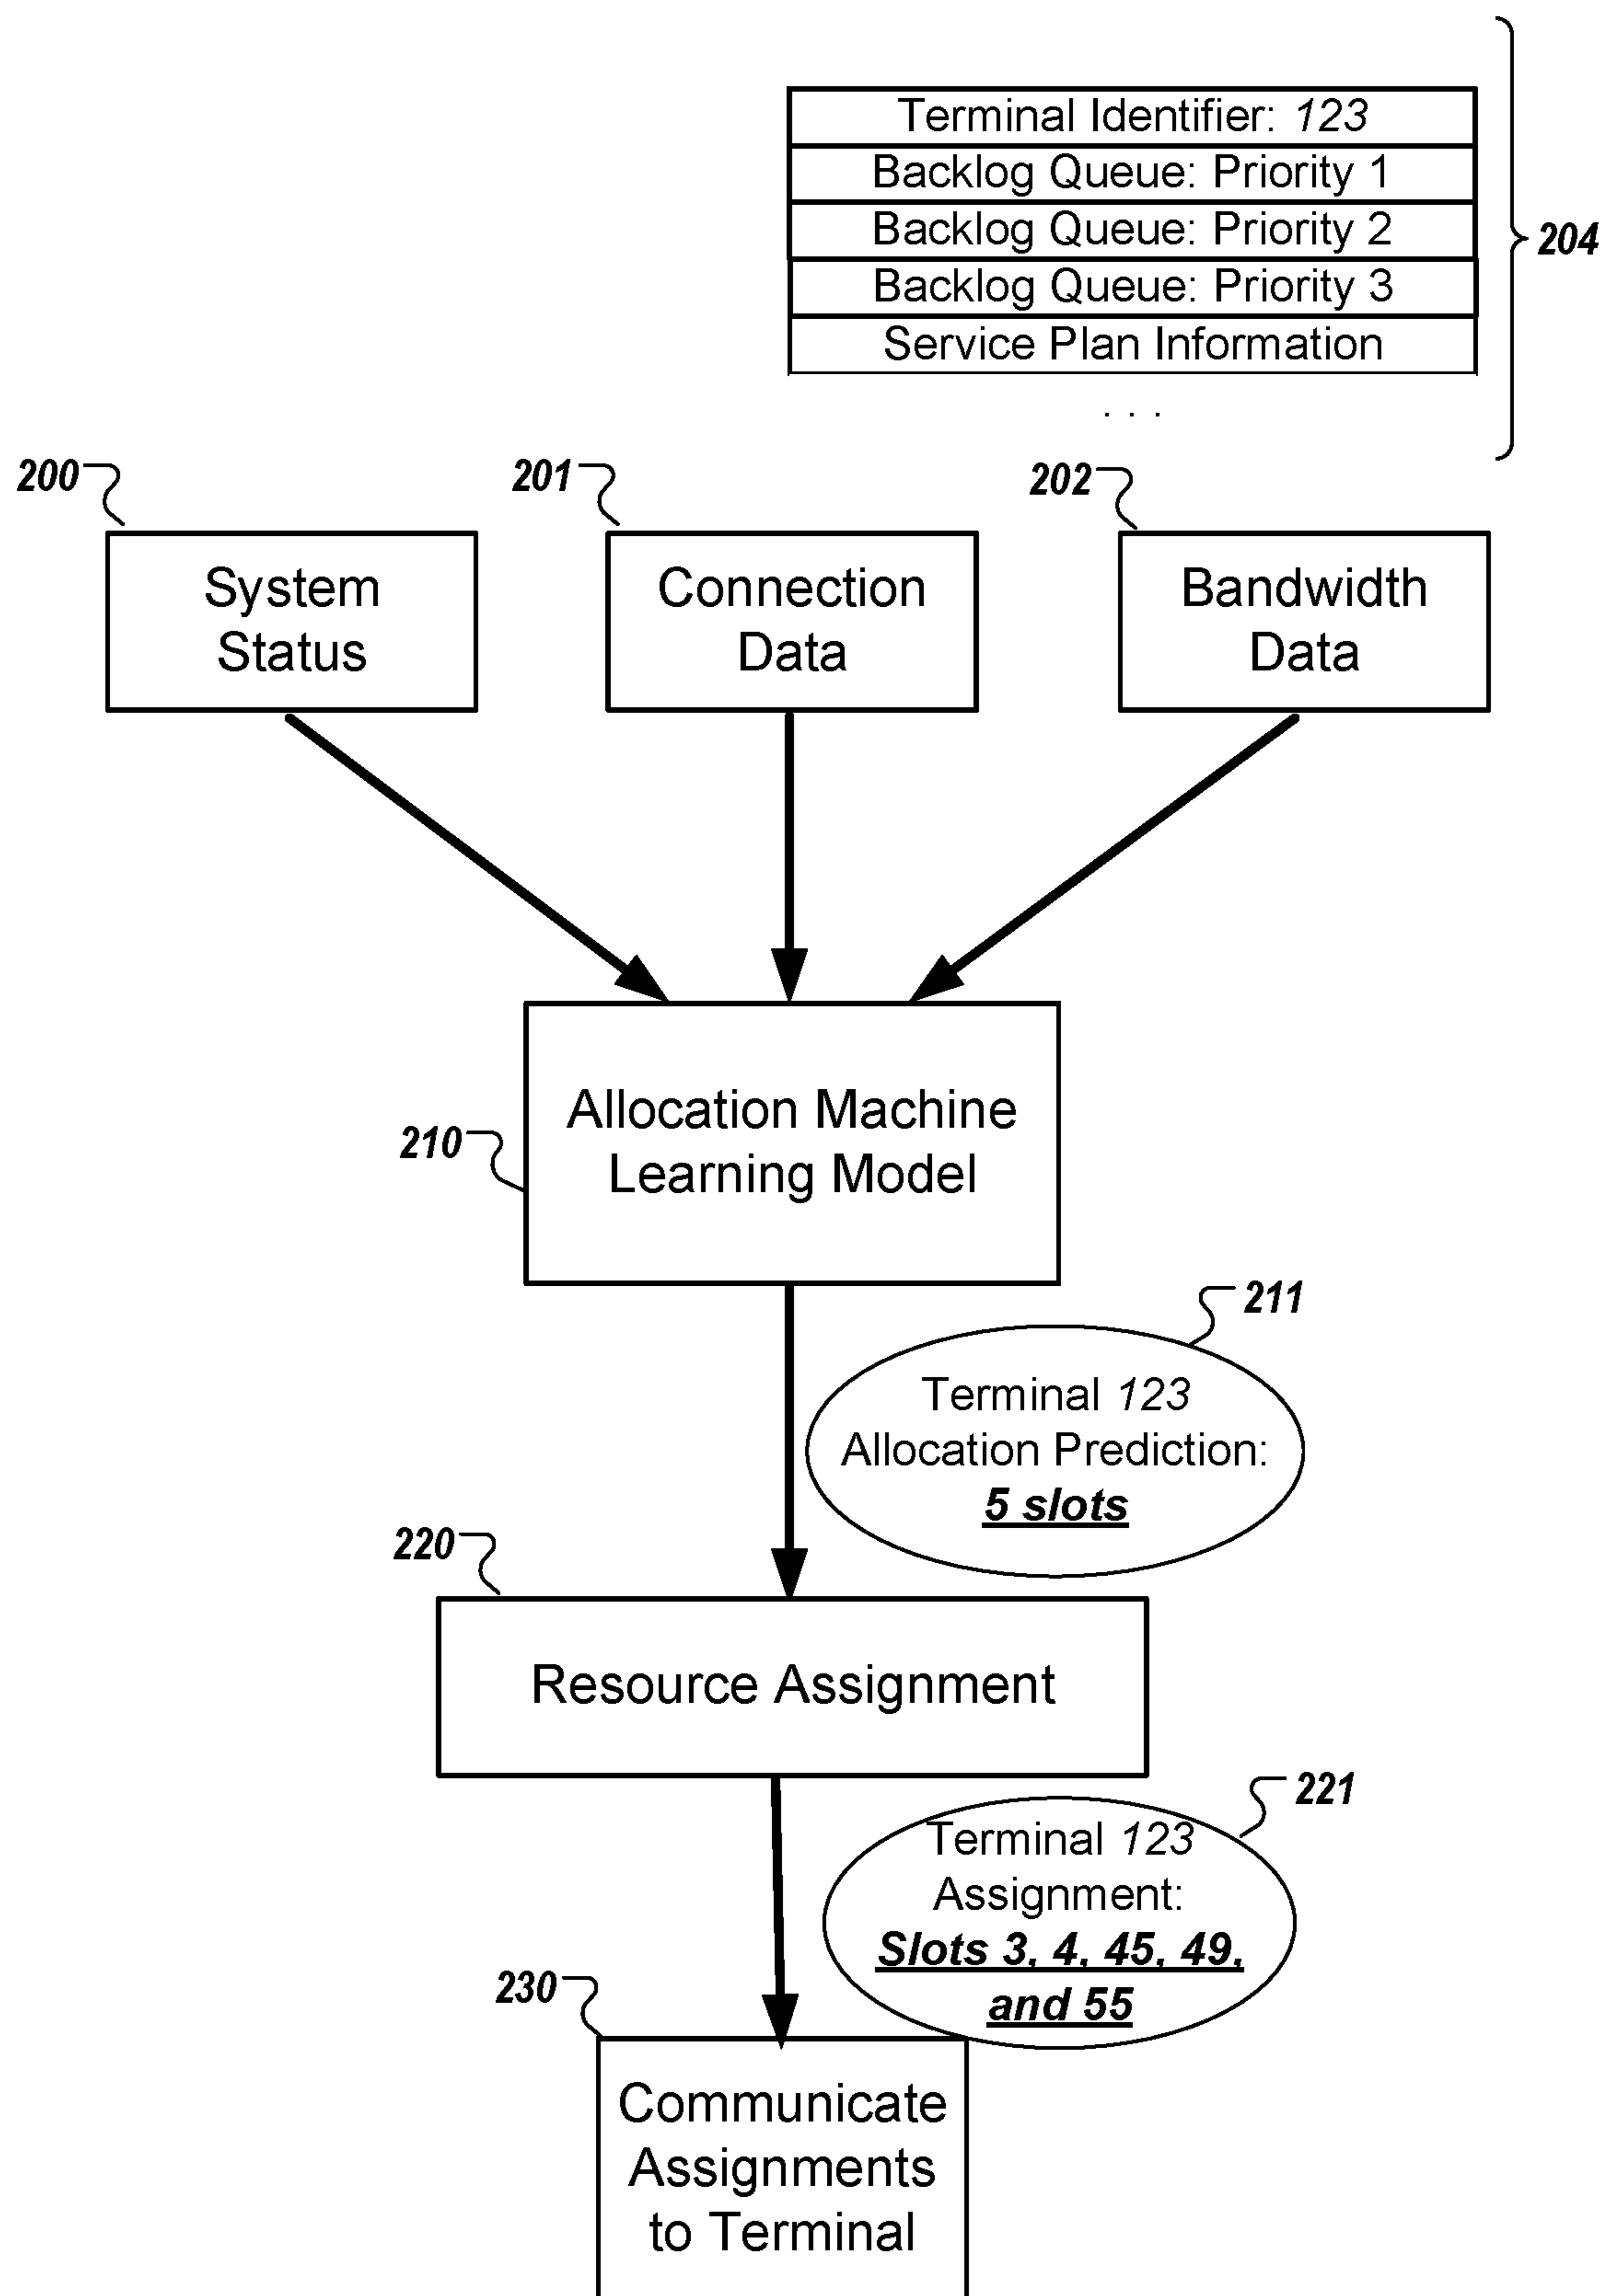 Terminal Identifier: 123
Backlog Queue: Priority 1
Backlog Queue: Priority 2
204
Backlog Queue: Priority 3
Service Plan Information
. . .
200
201
202
System
Status
Connection
Data
Bandwidth
Data
Allocation Machine
Learning Model
210
211
Terminal 123
Allocation Prediction:
5 slots
220
Resource Assignment
221
Terminal 123
Assignment:
Slots 3, 4, 45, 49,
and 55
230
Communicate
Assignments
to Terminal